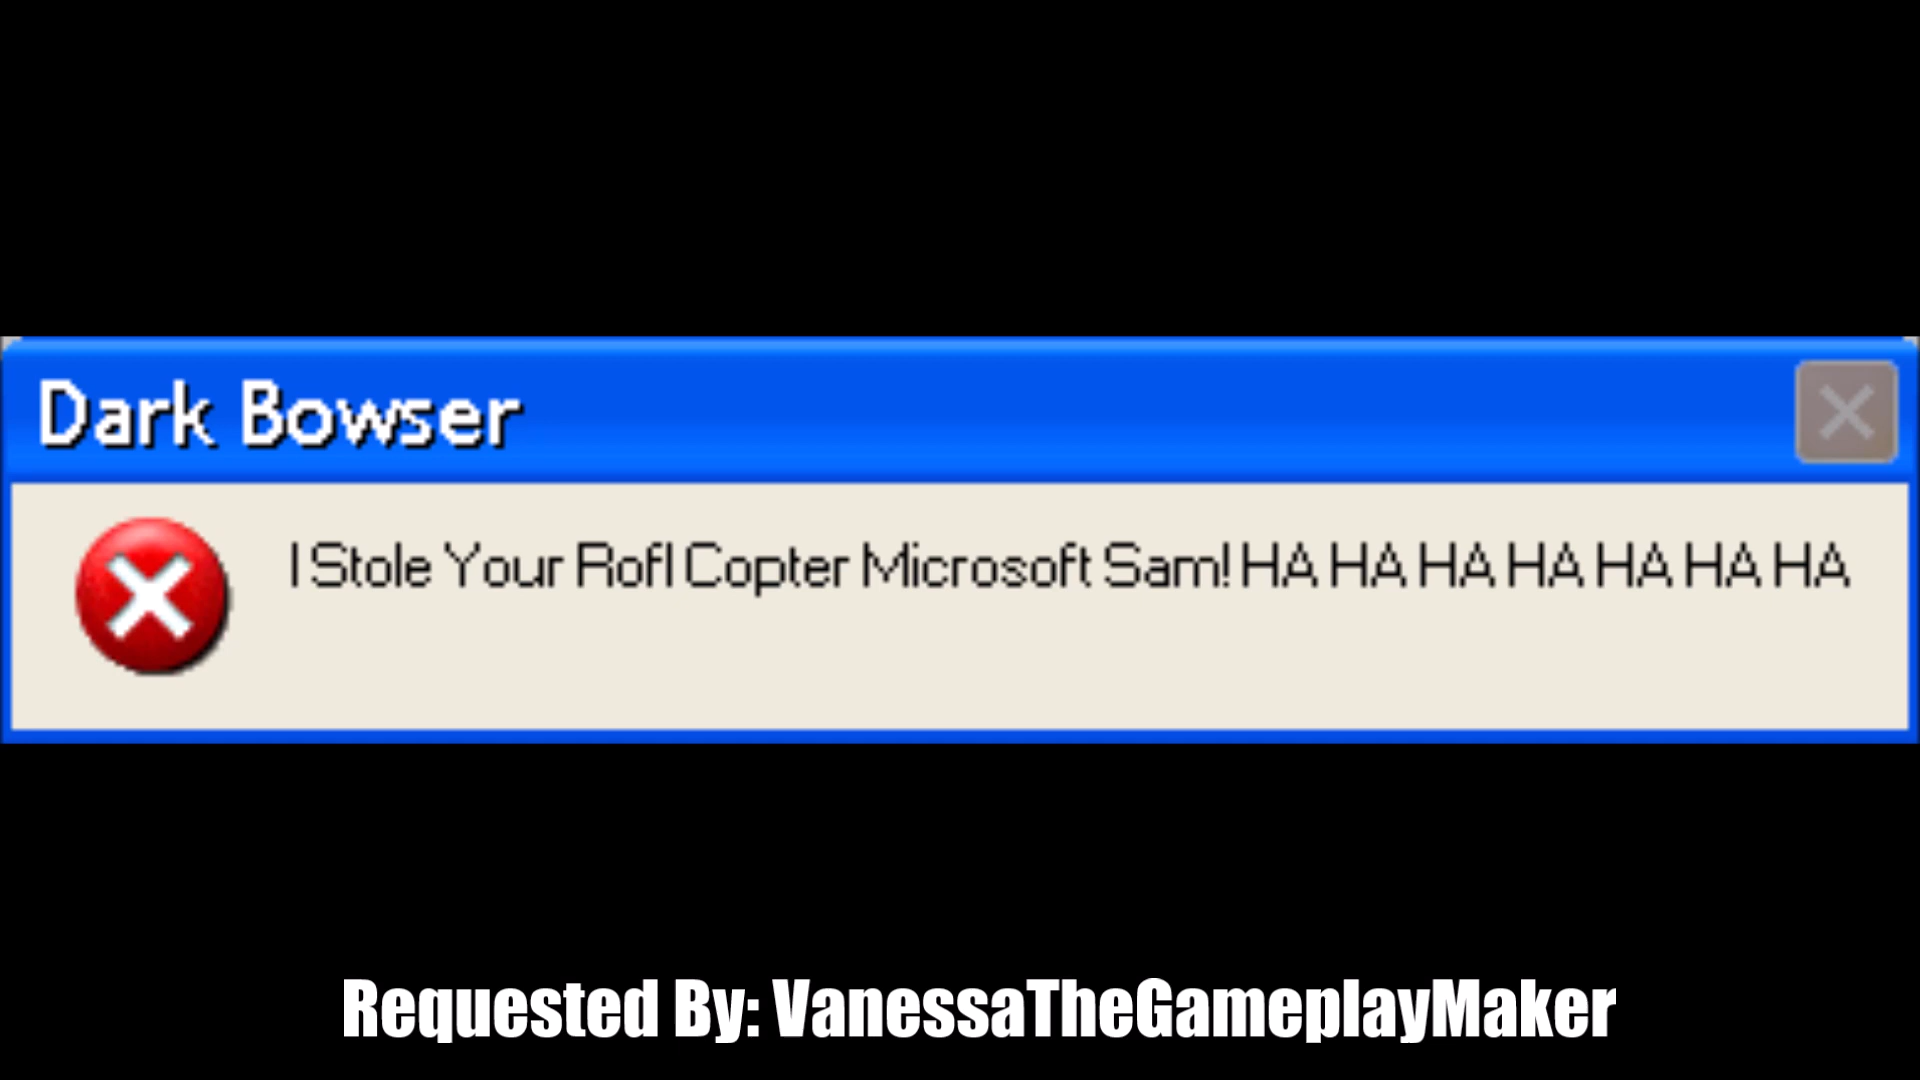 Dark Bowser
I Stole Your Rofl Copter Microsoft Sam! HA HA HA HA HA HA HA
Requested By: VanessaTheGameplayMaker